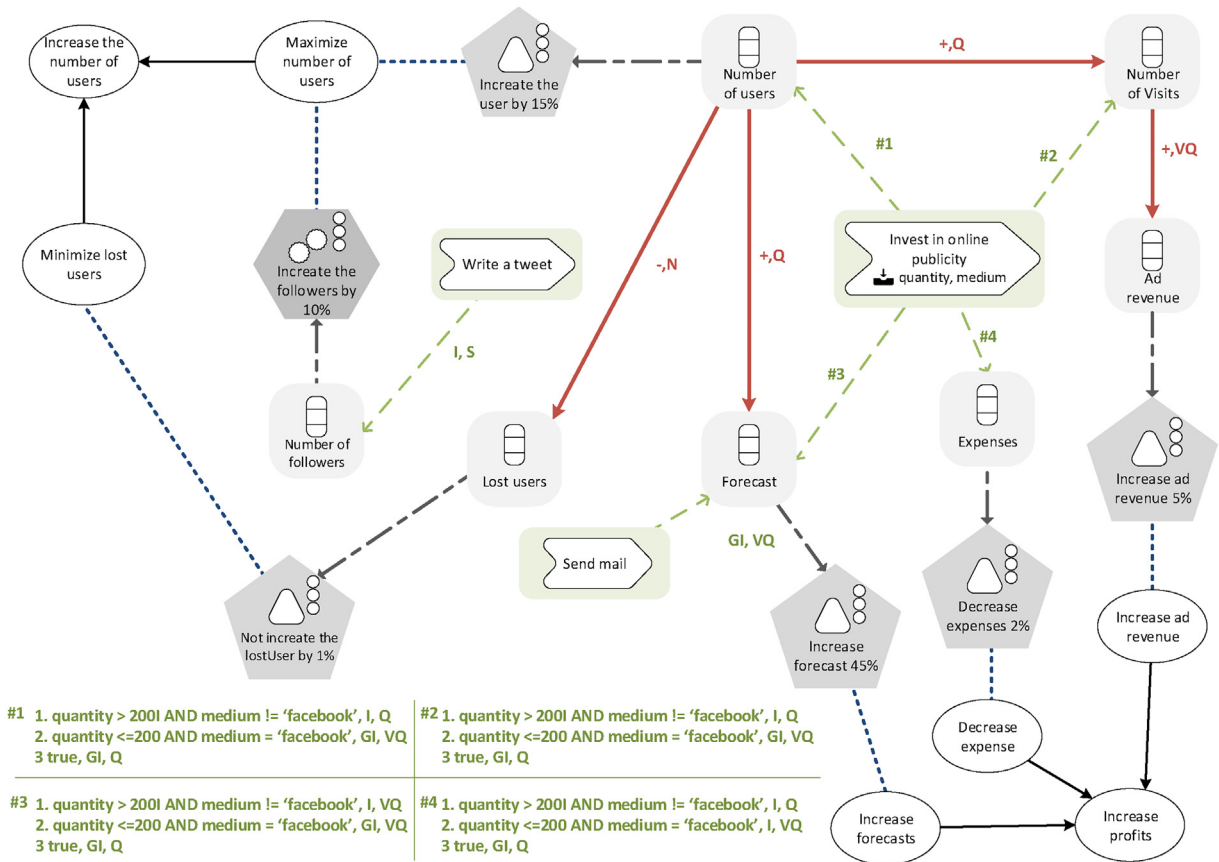 Increase the
number of
users
Maximize
number of
users
Increate the
user by 15%
Number
of users
+,Q
Number
of Visits
#1
#2
+,VQ
Minimize lost
users
Increate the
followers by
10%
Write a tweet
-,N
+,Q
Invest in online
publicity
quantity, medium
Ad
revenue
I, S
#3
#4
Number of
followers
Lost users
Forecast
Expenses
Increase ad
revenue 5%
Send mail
GI, VQ
Not increate the
lostUser by 1%
Increase
forecast 45%
Decrease
expenses 2%
Increase ad
revenue
#1 1. quantity > 200I AND medium != ‘facebook’, I, Q
2. quantity <=200 AND medium = ‘facebook’, GI, VQ
3 true, GI, Q
#2 1. quantity > 200I AND medium != ‘facebook’, I, Q
2. quantity <=200 AND medium = ‘facebook’, GI, VQ
3 true, GI, Q
Decrease
expense
#3 1. quantity > 200I AND medium != ‘facebook’, I, VQ
2. quantity <=200 AND medium = ‘facebook’, GI, VQ
3 true, GI, Q
#4 1. quantity > 200I AND medium != ‘facebook’, I, Q
2. quantity <=200 AND medium = ‘facebook’, I, VQ
3 true, GI, Q
Increase
forecasts
Increase
profits